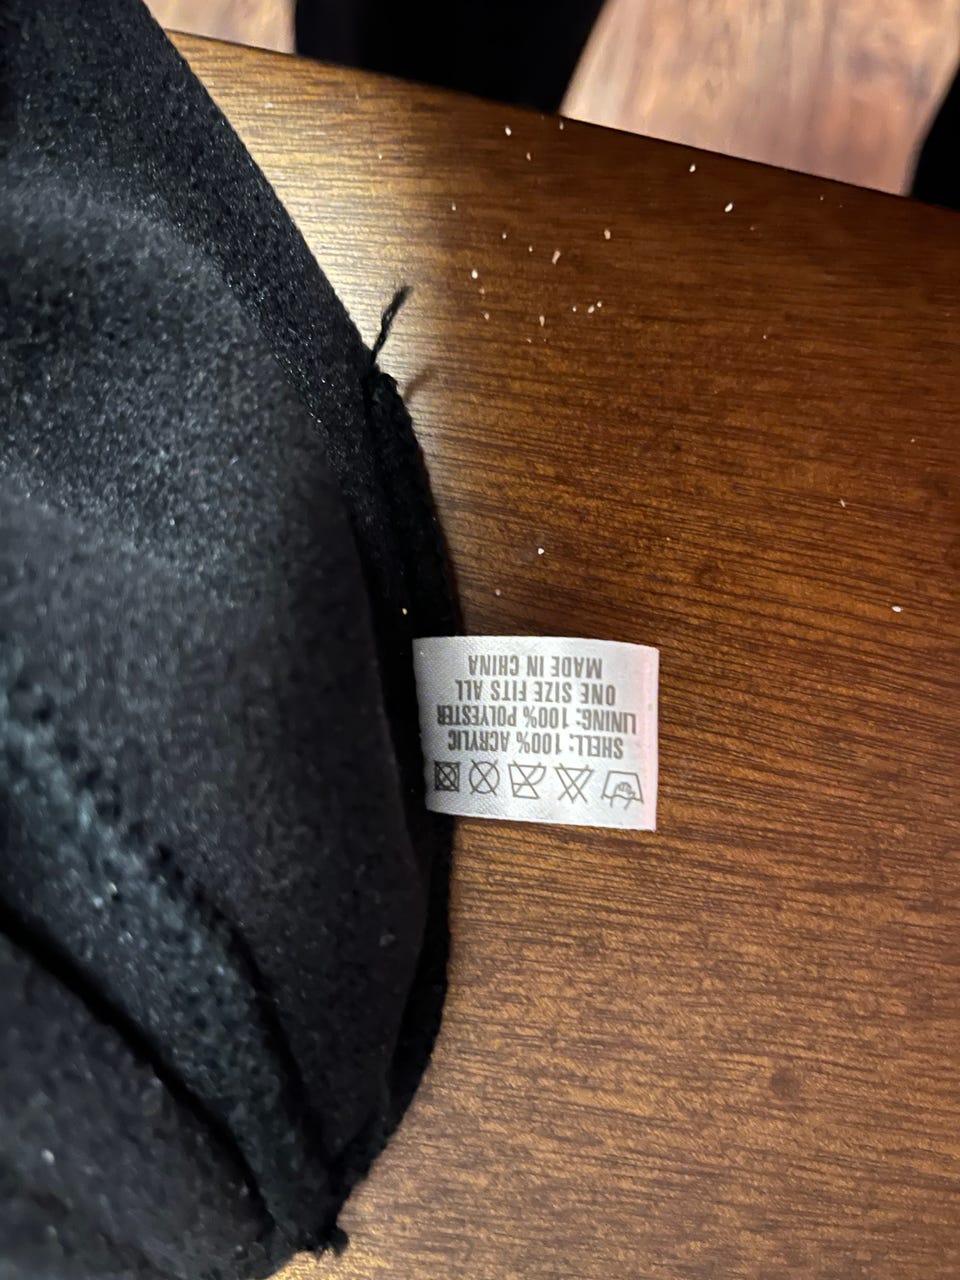 SHELL: 100% ACRYLIC
LINING: 100% POLYESTER
ONE SIZE FITS ALL
MADE IN CHINA